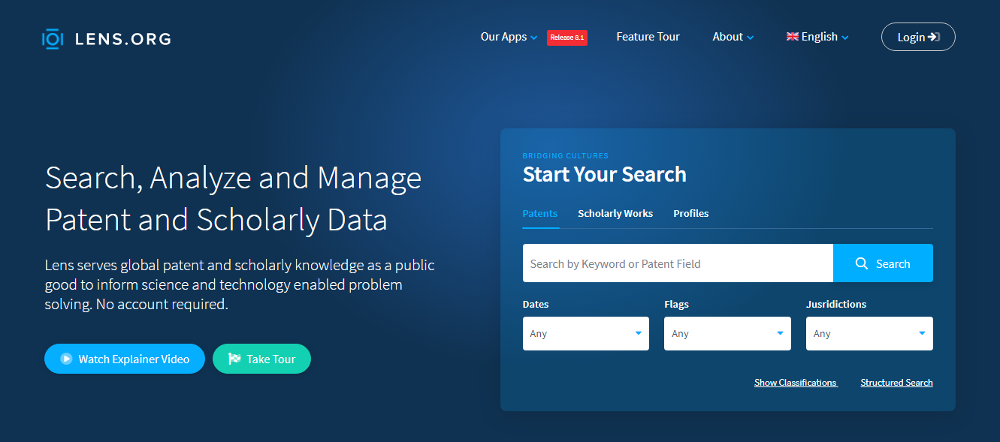 LENS.ORG
Our Apps
Release 8.1
Feature Tour
About
English
Login
Search, Analyze and Manage
Patent and Scholarly Data
Lens serves global patent and scholarly knowledge as a public
good to inform science and technology enabled problem
solving. No account required.
Watch Explainer Video
Take Tour
BRIDGING CULTURES
Start Your Search
Patents
Scholarly Works
Profiles
Search by Keyword or Patent Field
Search
Dates
Flags
Jusridictions
Any
Any
Any
Show Classifications
Structured Search